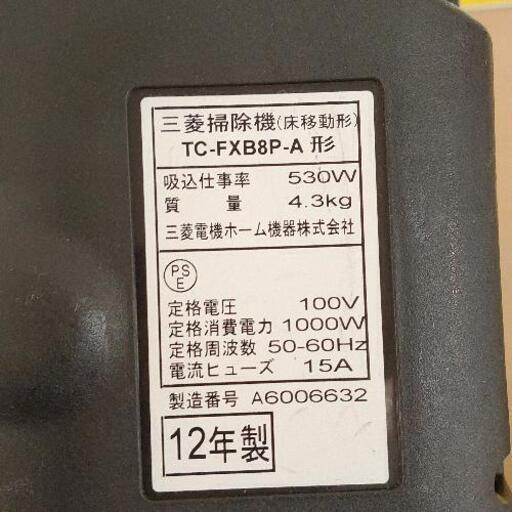 三菱掃除機(床移動形)
TC-FXB8P-A 形
吸込仕事率 530W
質量 4.3kg
三菱電機ホーム機器株式会社
PSE
定格電圧 100V
定格消費電力 1000W
定格周波数 50-60Hz
電流ヒューズ 15A
製造番号 A6006632
12年製